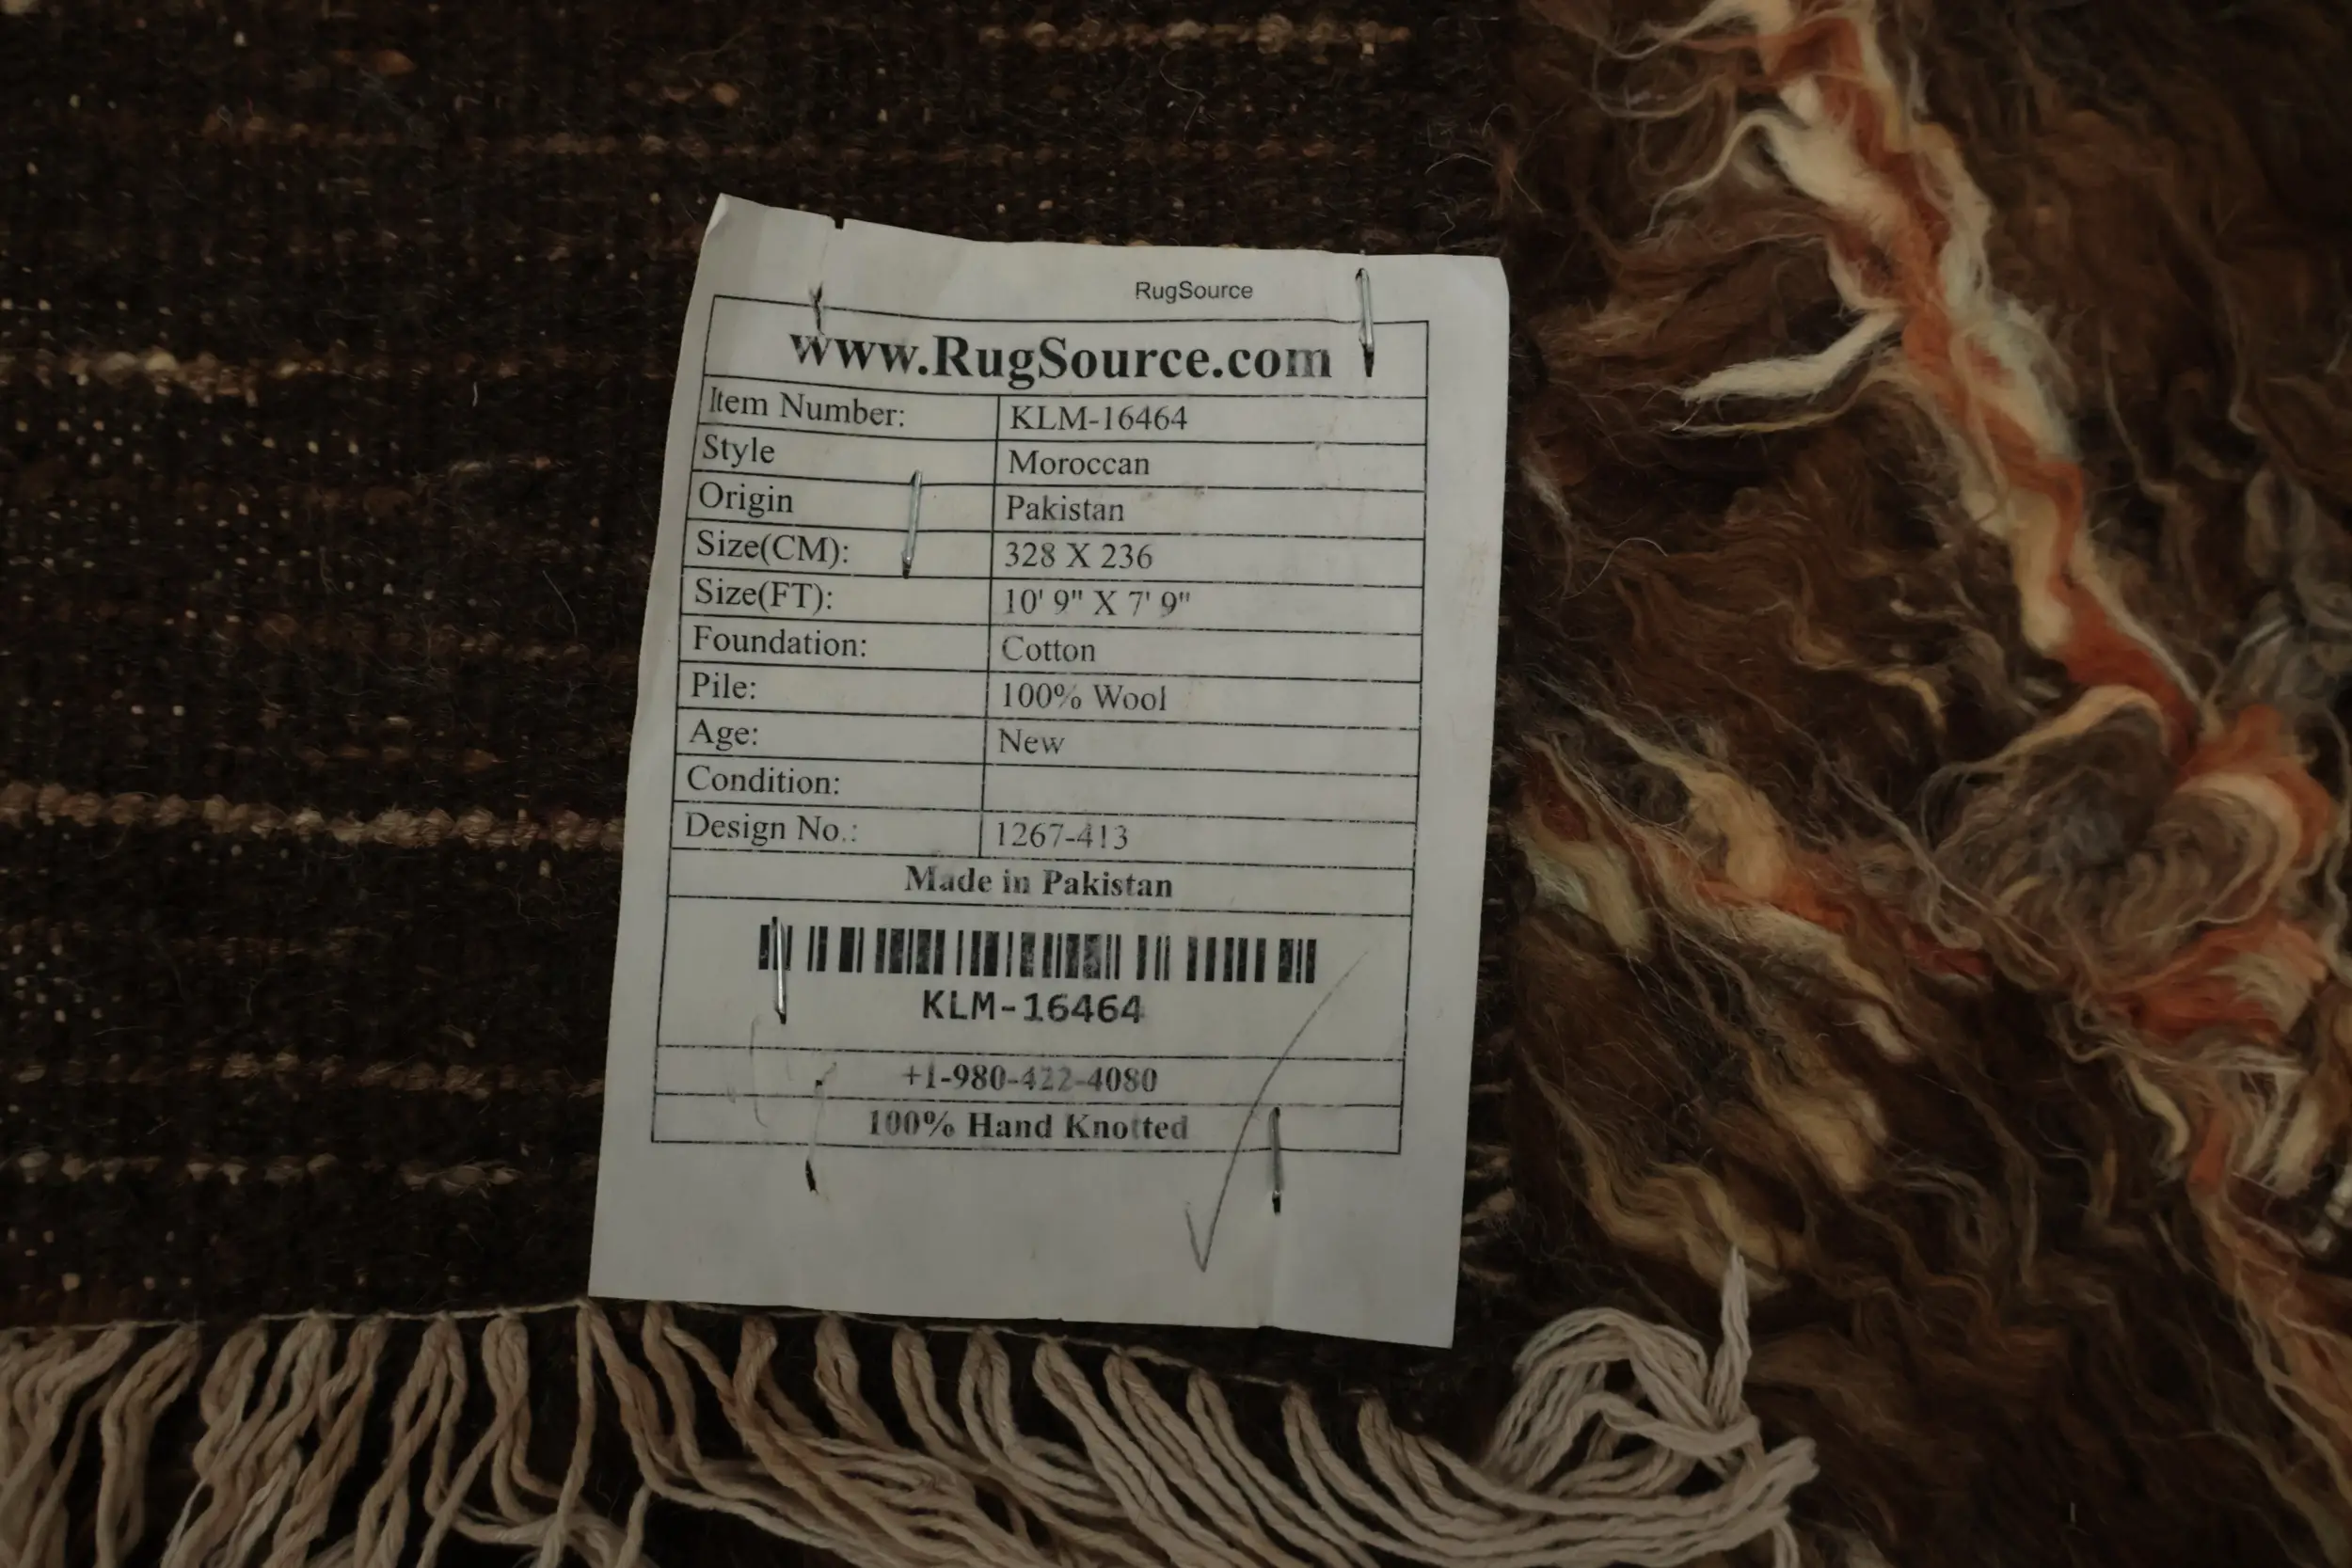 RugSource
www.RugSource.com
Item Number: KLM-16464
Style Moroccan
Origin Pakistan
Size(CM): 328 X 236
Size(FT): 10' 9" X 7' 9"
Foundation: Cotton
Pile: 100% Wool
Age: New
Condition:
Design No.: 1267-413
Made in Pakistan
KLM-16464
+1-980-422-4080
100% Hand Knotted